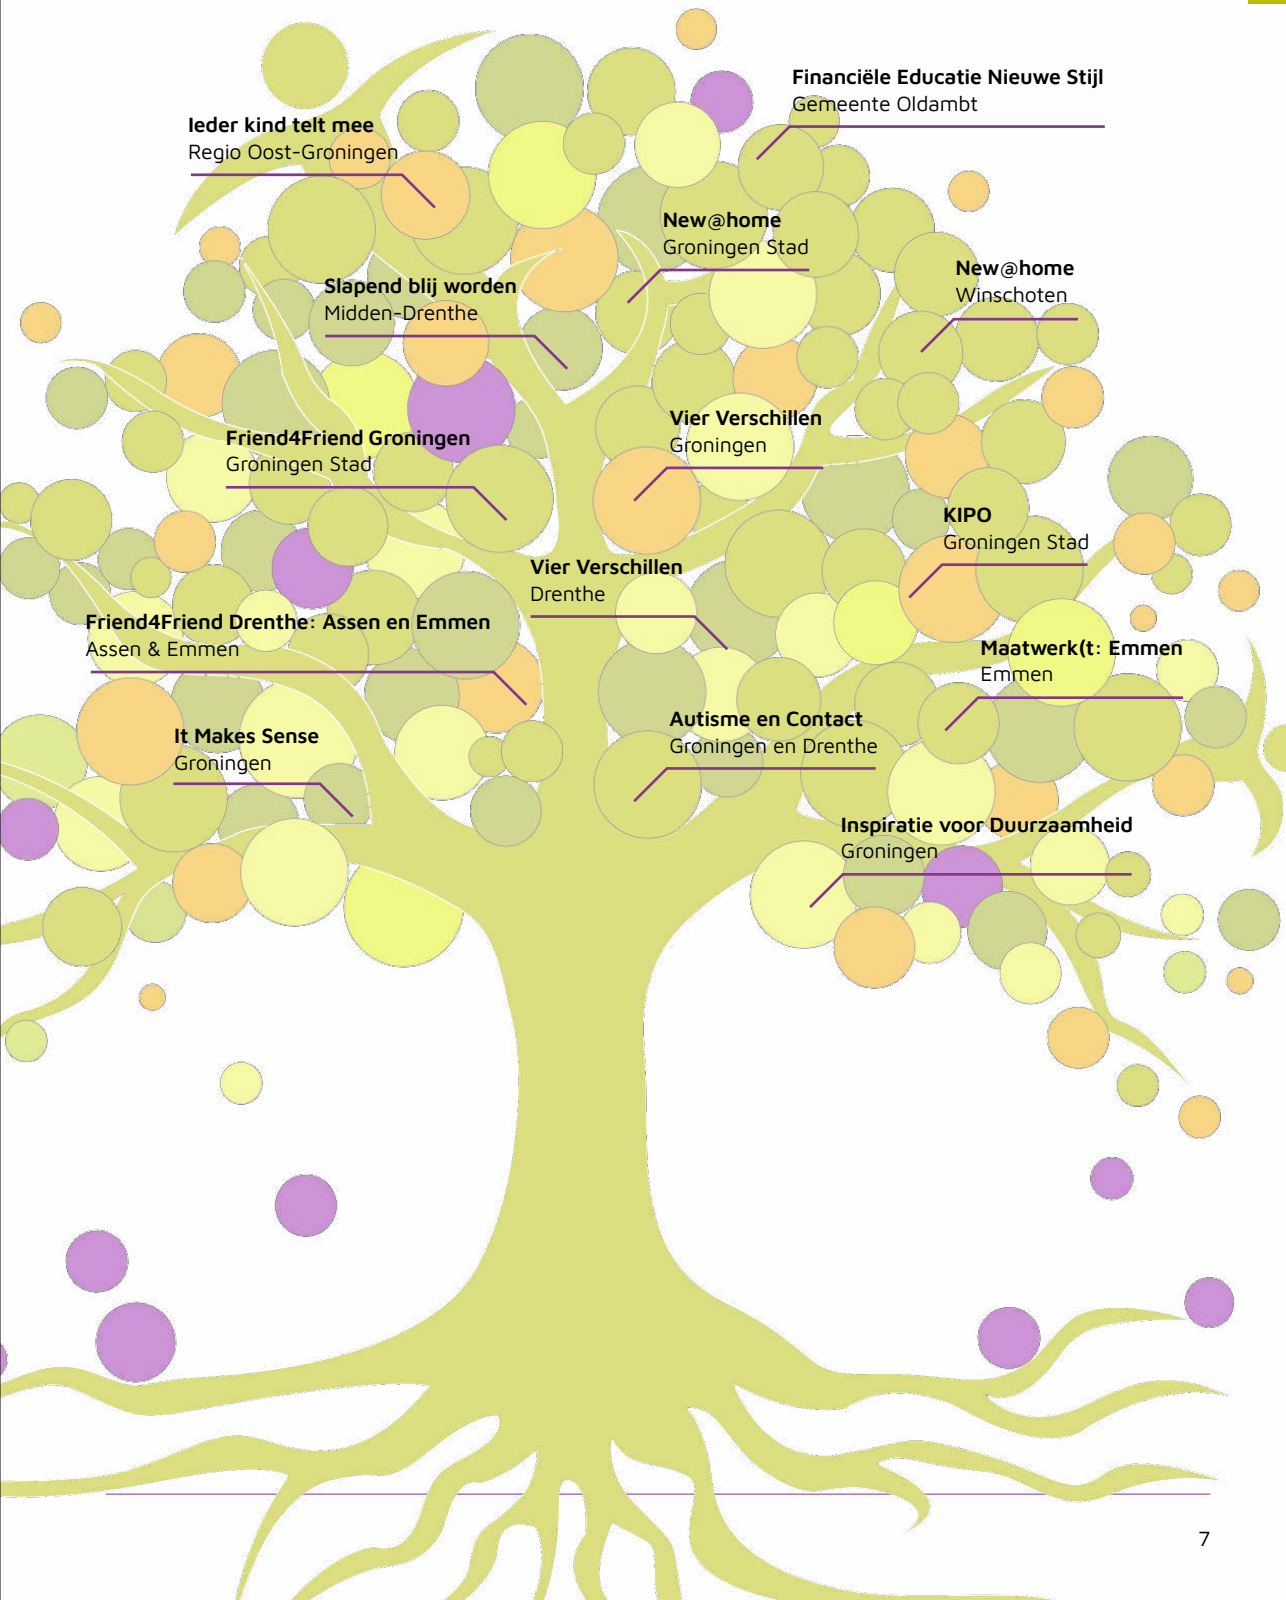 Financiële Educatie Nieuwe Stijl
Gemeente Oldambt
Ieder kind telt mee
Regio Oost-Groningen
New@home
Groningen Stad
New@home
Winschoten
Slapend blij worden
Midden-Drenthe
Vier Verschillen
Groningen
Friend4Friend Groningen
Groningen Stad
KIPO
Groningen Stad
Vier Verschillen
Drenthe
Friend4Friend Drenthe: Assen en Emmen
Assen & Emmen
Maatwerk(t: Emmen
Emmen
Autisme en Contact
Groningen en Drenthe
It Makes Sense
Groningen
Inspiratie voor Duurzaamheid
Groningen
7